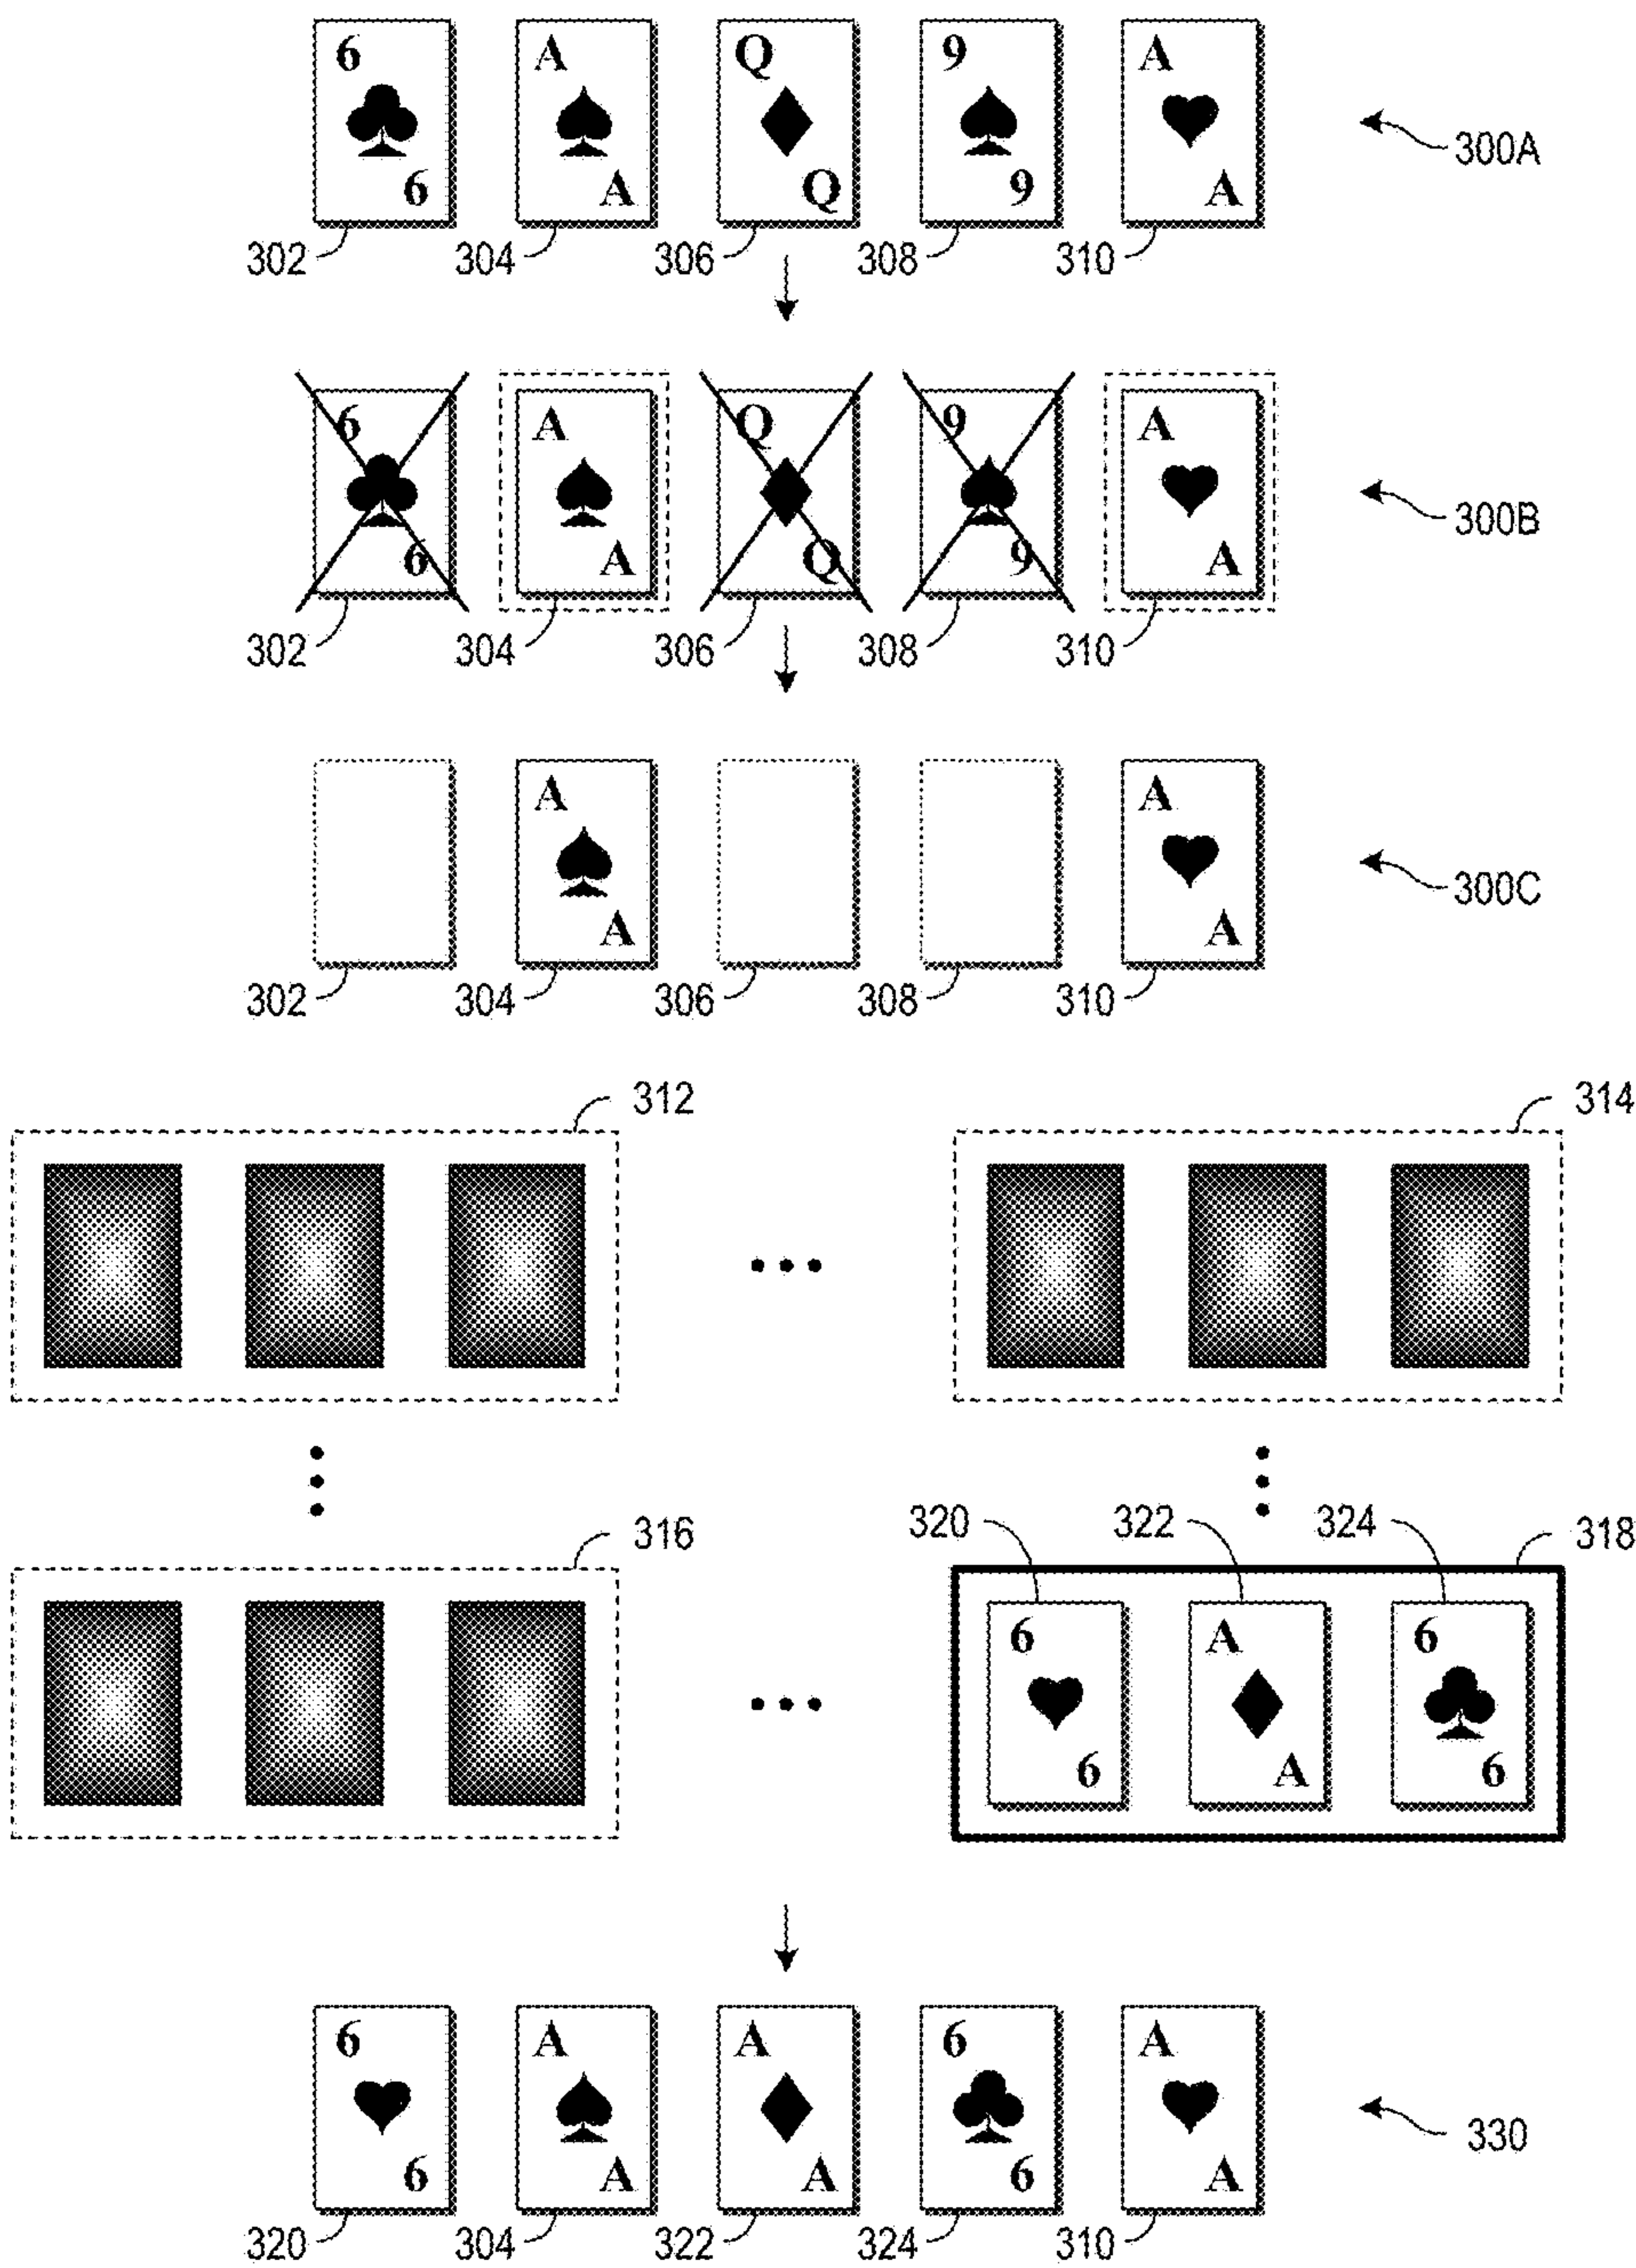 6 A Q 9 A
6 A Q 9 A
300A
302 304 306 308 310
6 A Q 9 A
6 A Q 9 A
300B
302 304 306 308 310
A A
A A
300C
302 304 306 308 310
312 314
316 320 322 324 318
6 A 6
6 A 6
6 A A 6 A
6 A A 6 A
330
320 304 322 324 310